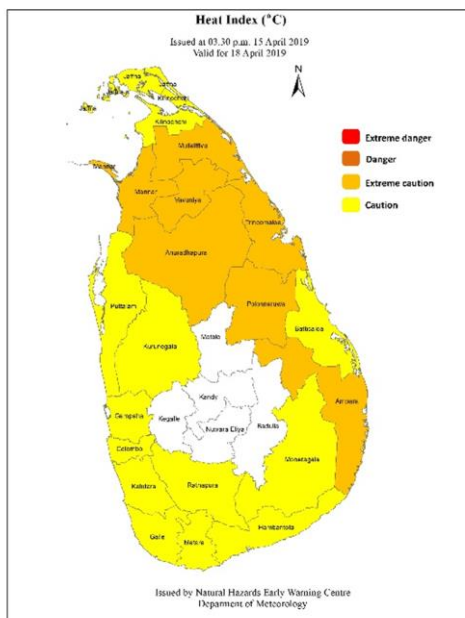 Heat Index (°C)
Issued at 03.30 p.m. 15 April 2019
Valid for 18 April 2019
N
Extreme danger
Danger
Extreme caution
Caution
Jaffna
Kilinochchi
Mullaitivu
Mannar
Mannar
Vavuniya
Trincomalee
Anuradhapura
Polonnaruwa
Puttalam
Kurunegala
Matale
Batticaloa
Kandy
Gampaha
Kegalle
Ampara
Nuwara Eliya
Badulla
Colombo
Monaragala
Kalutara
Ratnapura
Hambantota
Galle
Matara
Issued by Natural Hazards Early Warning Centre
Deparment of Meteorology